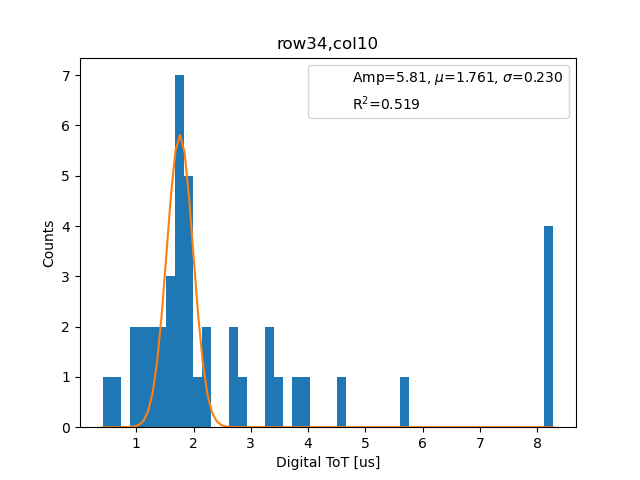 row34,col10
Amp=5.81, μ=1.761, σ=0.230
R²=0.519
Counts
7
6
5
4
3
2
1
0
1 2 3 4 5 6 7 8
Digital ToT [us]